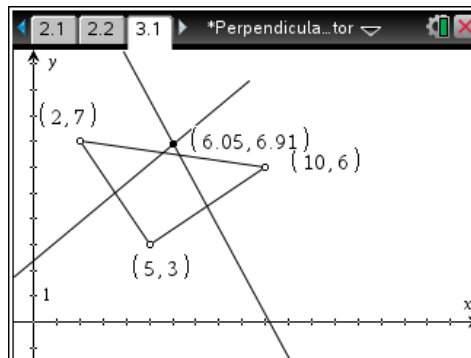 2.1 2.2 3.1 *Perpendicula...tor
y
(2,7)
(6.05,6.91)
(10,6)
(5,3)
1
x